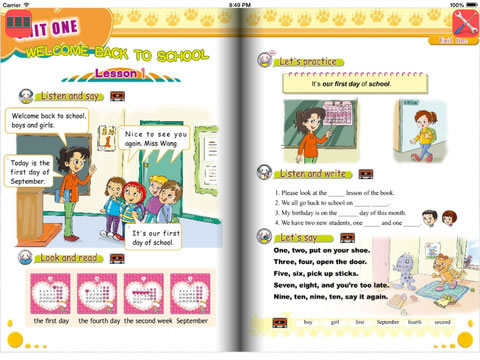 Carrier
8:49 PM
100%
UNIT ONE
WELCOME BACK TO SCHOOL
Lesson 1
Listen and say
Welcome back to school,
boys and girls.
Nice to see you
again, Miss Wang.
Today is the
first day of
September.
It's our first
day of school.
Look and read
the first day
the fourth day
the second week
September
Unit One
Let's practice
It's our first day of school.
Listen and write
1. Please look at the _____ lesson of the book.
2. We all go back to school on _____ _____.
3. My birthday is on the _____ day of this month.
4. We have two new students, one _____ and one _____.
Let's say
One, two, put on your shoe.
Three, four, open the door.
Five, six, pick up sticks.
Seven, eight, and you're too late.
Nine, ten, nine, ten, say it again.
boy girl first September fourth second